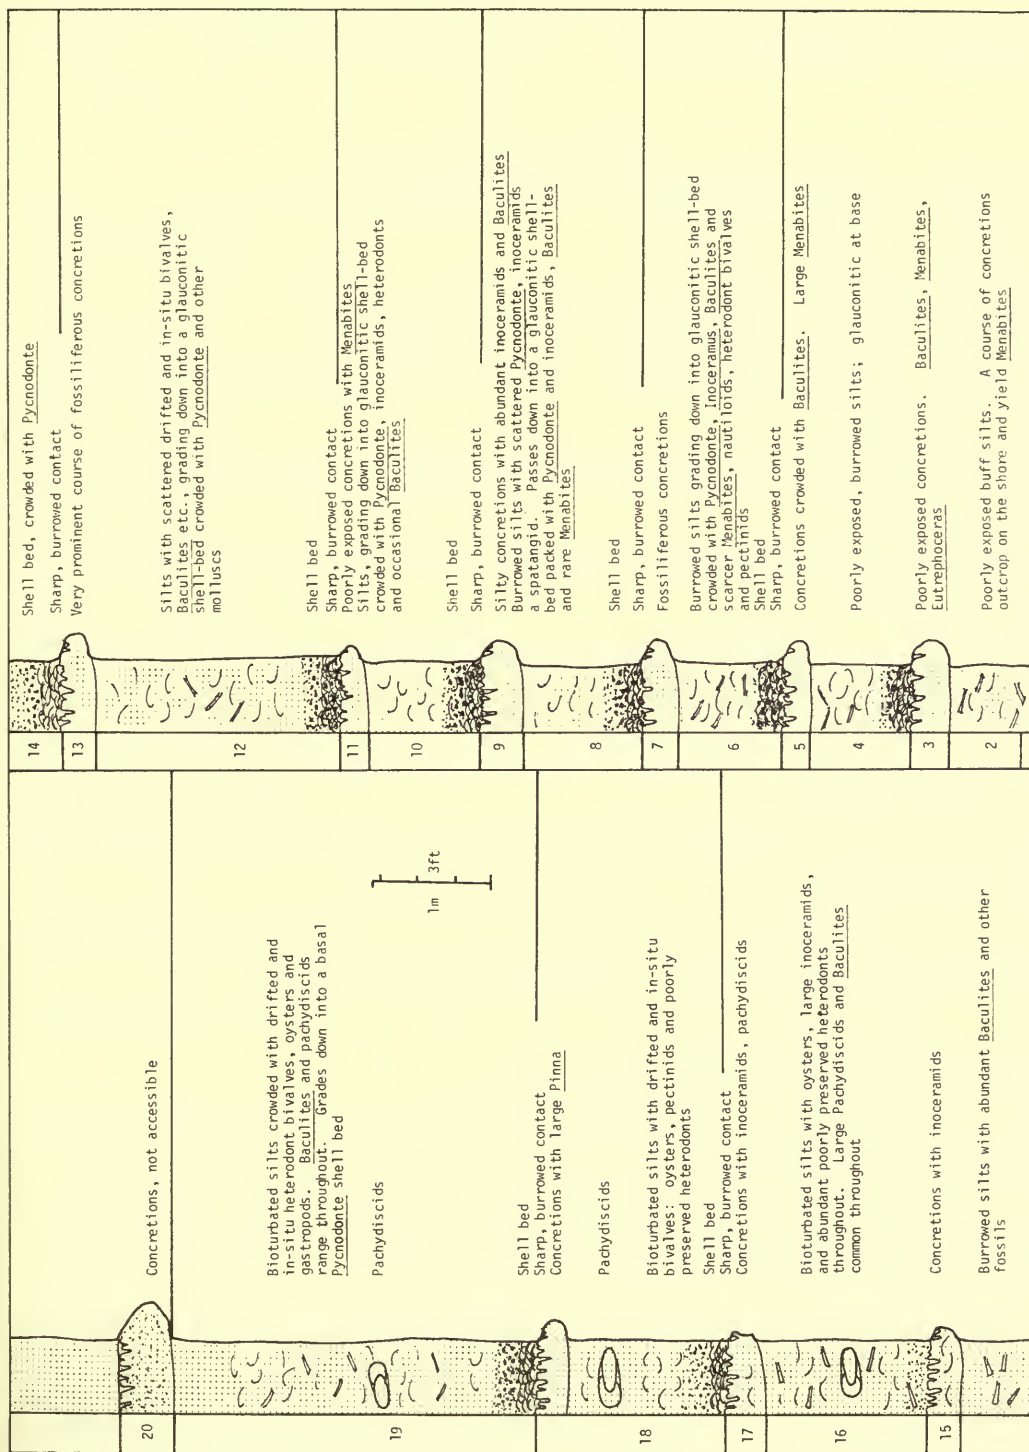 20
Concretions, not accessible
Bioturbated silts crowded with drifted and
in-situ heterodont bivalves, oysters and
gastropods. Baculites and pachydiscids
range throughout. Grades down into a basal
Pycnodonte shell bed
19
Pachydiscids
1m 3ft
Shell bed
Sharp, burrowed contact
Concretions with large Pinna
Pachydiscids
18
Bioturbated silts with drifted and in-situ
bivalves: oysters, pectinids and poorly
preserved heterodonts
Shell bed
Sharp, burrowed contact
17
Concretions with inoceramids, pachydiscids
16
Bioturbated silts with oysters, large inoceramids,
and abundant poorly preserved heterodonts
throughout. Large Pachydiscids and Baculites
common throughout
15
Concretions with inoceramids
Burrowed silts with abundant Baculites and other
fossils
14
Shell bed, crowded with Pycnodonte
Sharp, burrowed contact
13
Very prominent course of fossiliferous concretions
12
Silts with scattered drifted and in-situ bivalves,
Baculites etc., grading down into a glauconitic
shell-bed crowded with Pycnodonte and other
molluscs
Shell bed
Sharp, burrowed contact
11
Poorly exposed concretions with Menabites
10
Silts, grading down into glauconitic shell-bed
crowded with Pycnodonte, inoceramids, heterodonts
and occasional Baculites
Shell bed
Sharp, burrowed contact
9
Silty concretions with abundant inoceramids and Baculites
8
Burrowed silts with scattered Pycnodonte, inoceramids
a spatangid. Passes down into a glauconitic shell-
bed packed with Pycnodonte and inoceramids, Baculites
and rare Menabites
Shell bed
Sharp, burrowed contact
7
Fossiliferous concretions
6
Burrowed silts grading down into glauconitic shell-bed
crowded with Pycnodonte, Inoceramus, Baculites and
scarcer Menabites, nautiloids, heterodont bivalves
and pectinids
Shell bed
Sharp, burrowed contact
5
Concretions crowded with Baculites. Large Menabites
4
Poorly exposed, burrowed silts; glauconitic at base
3
Poorly exposed concretions. Baculites, Menabites,
Eutrephoceras
2
Poorly exposed buff silts. A course of concretions
outcrop on the shore and yield Menabites